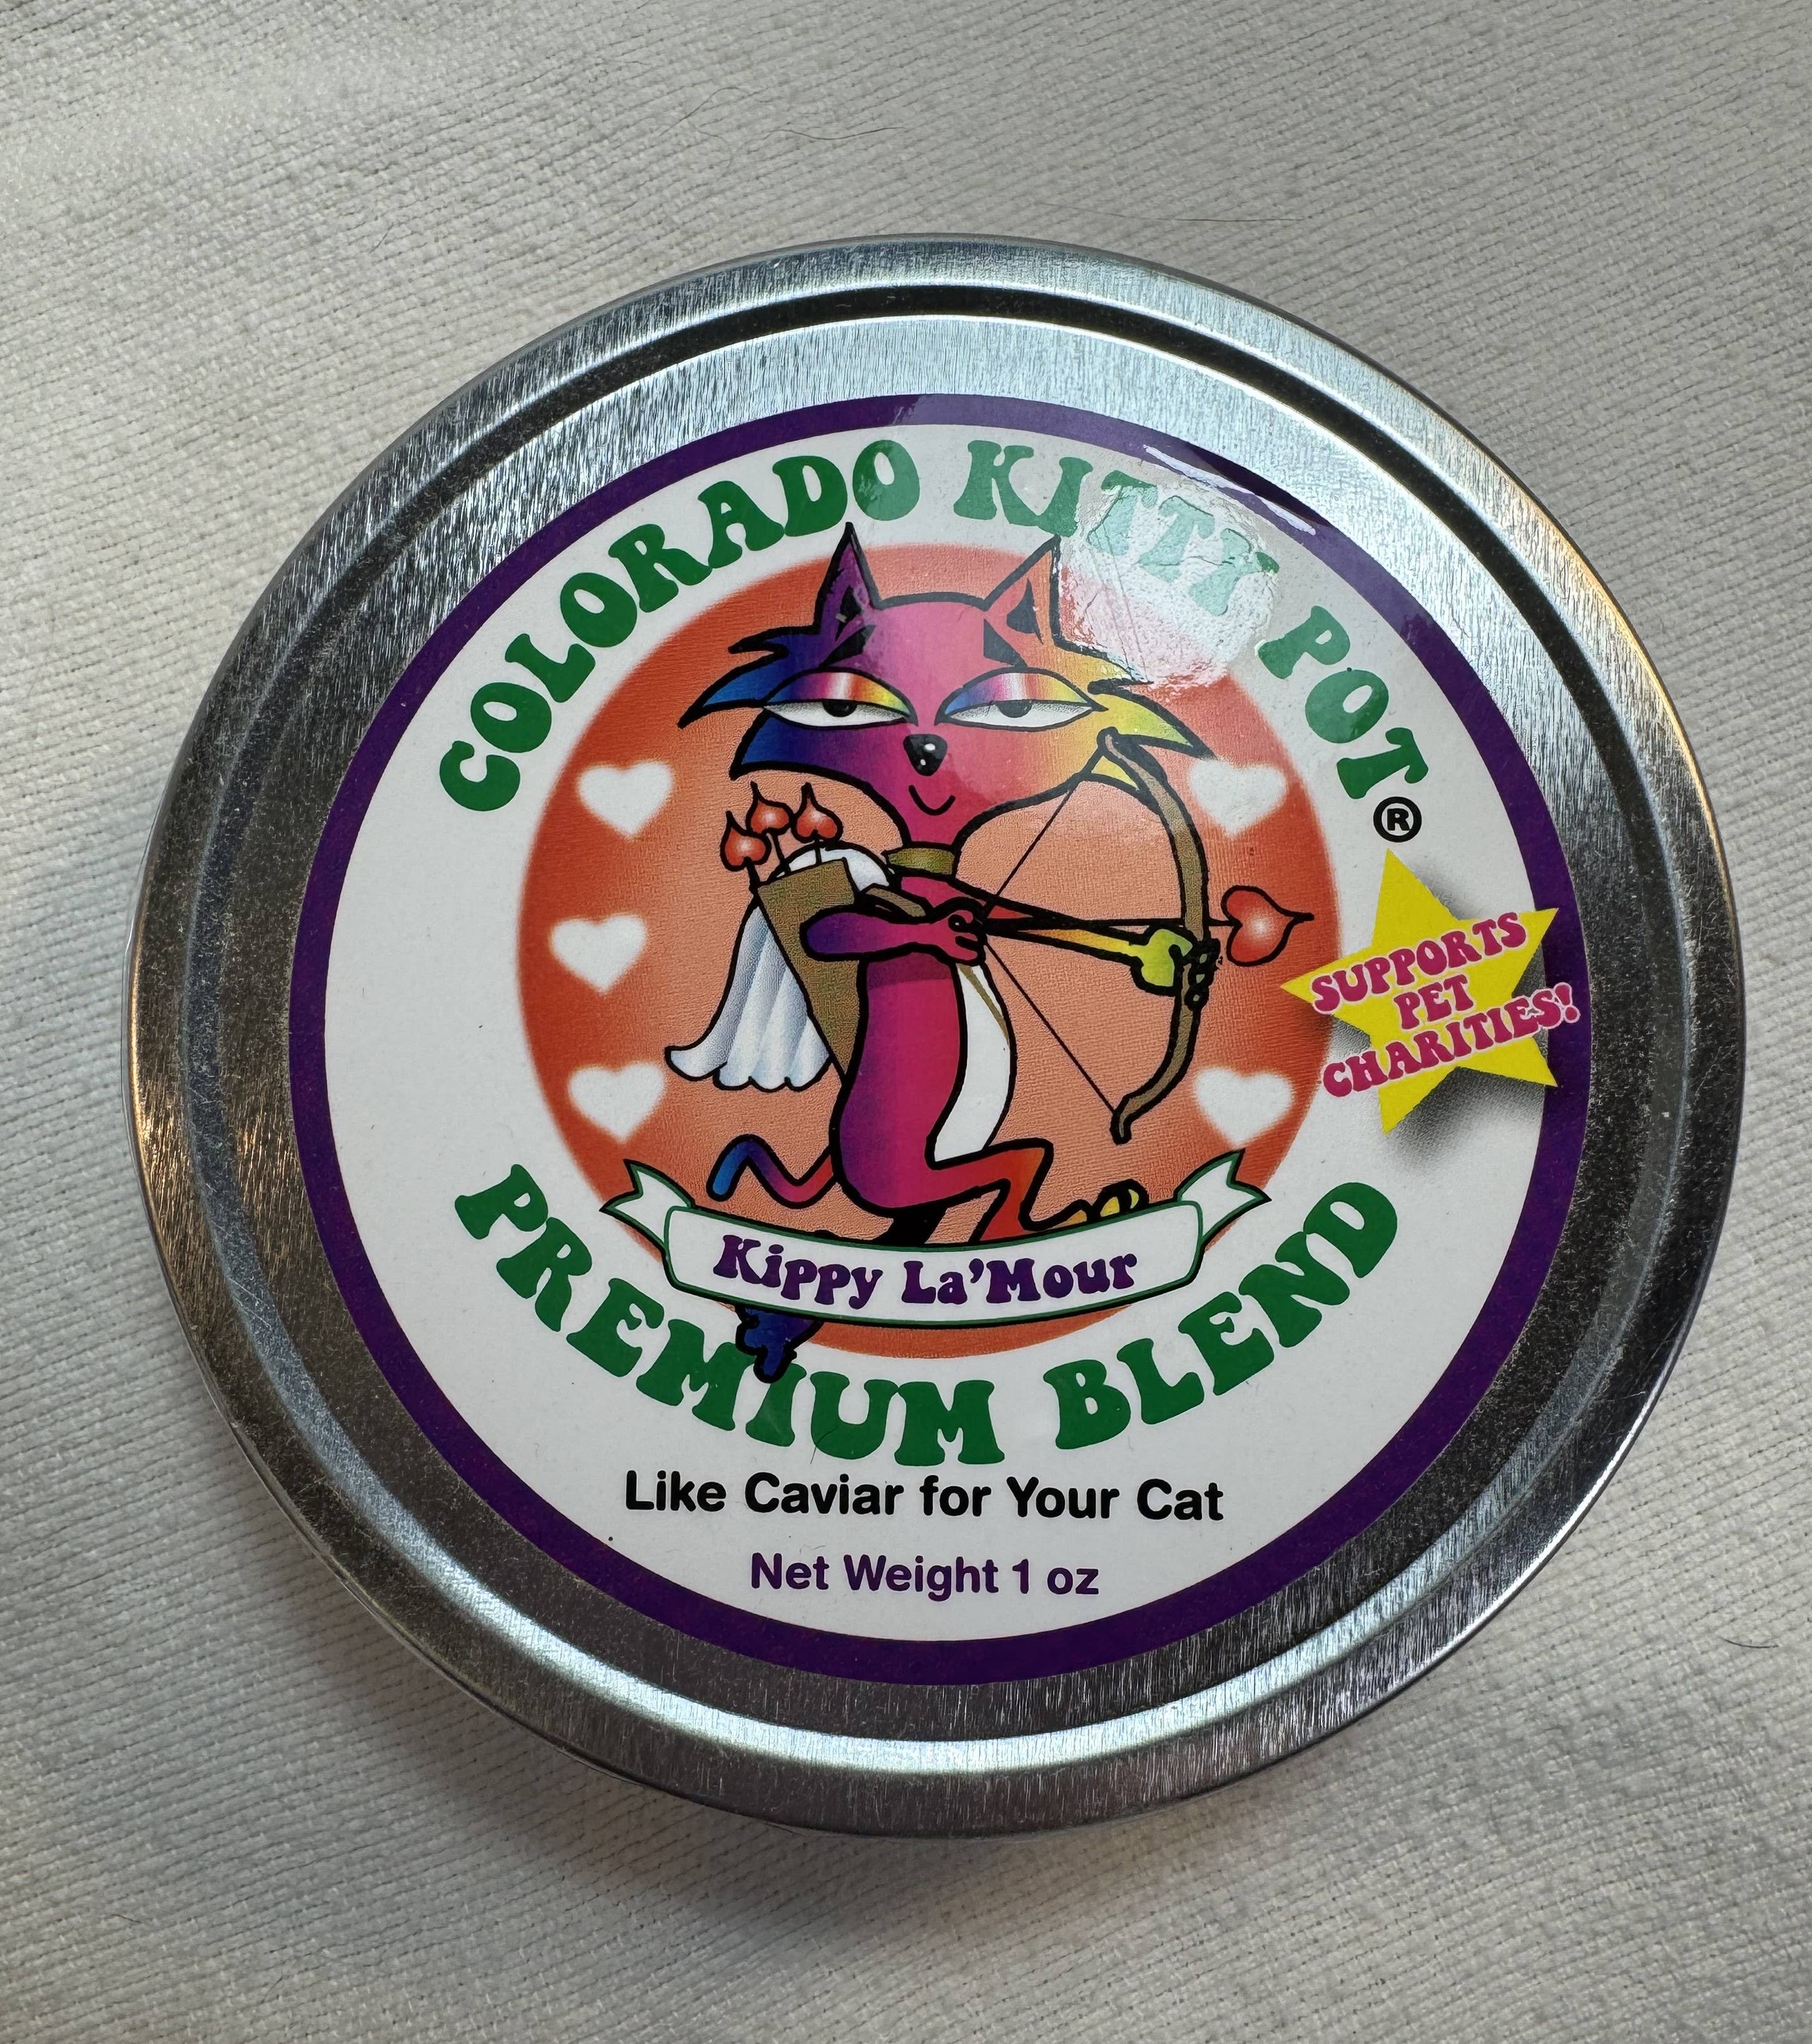 COLORADO KITTY POT®
SUPPORTS
PET
CHARITIES!
Kippy La'Mour
PREMIUM BLEND
Like Caviar for Your Cat
Net Weight 1 oz